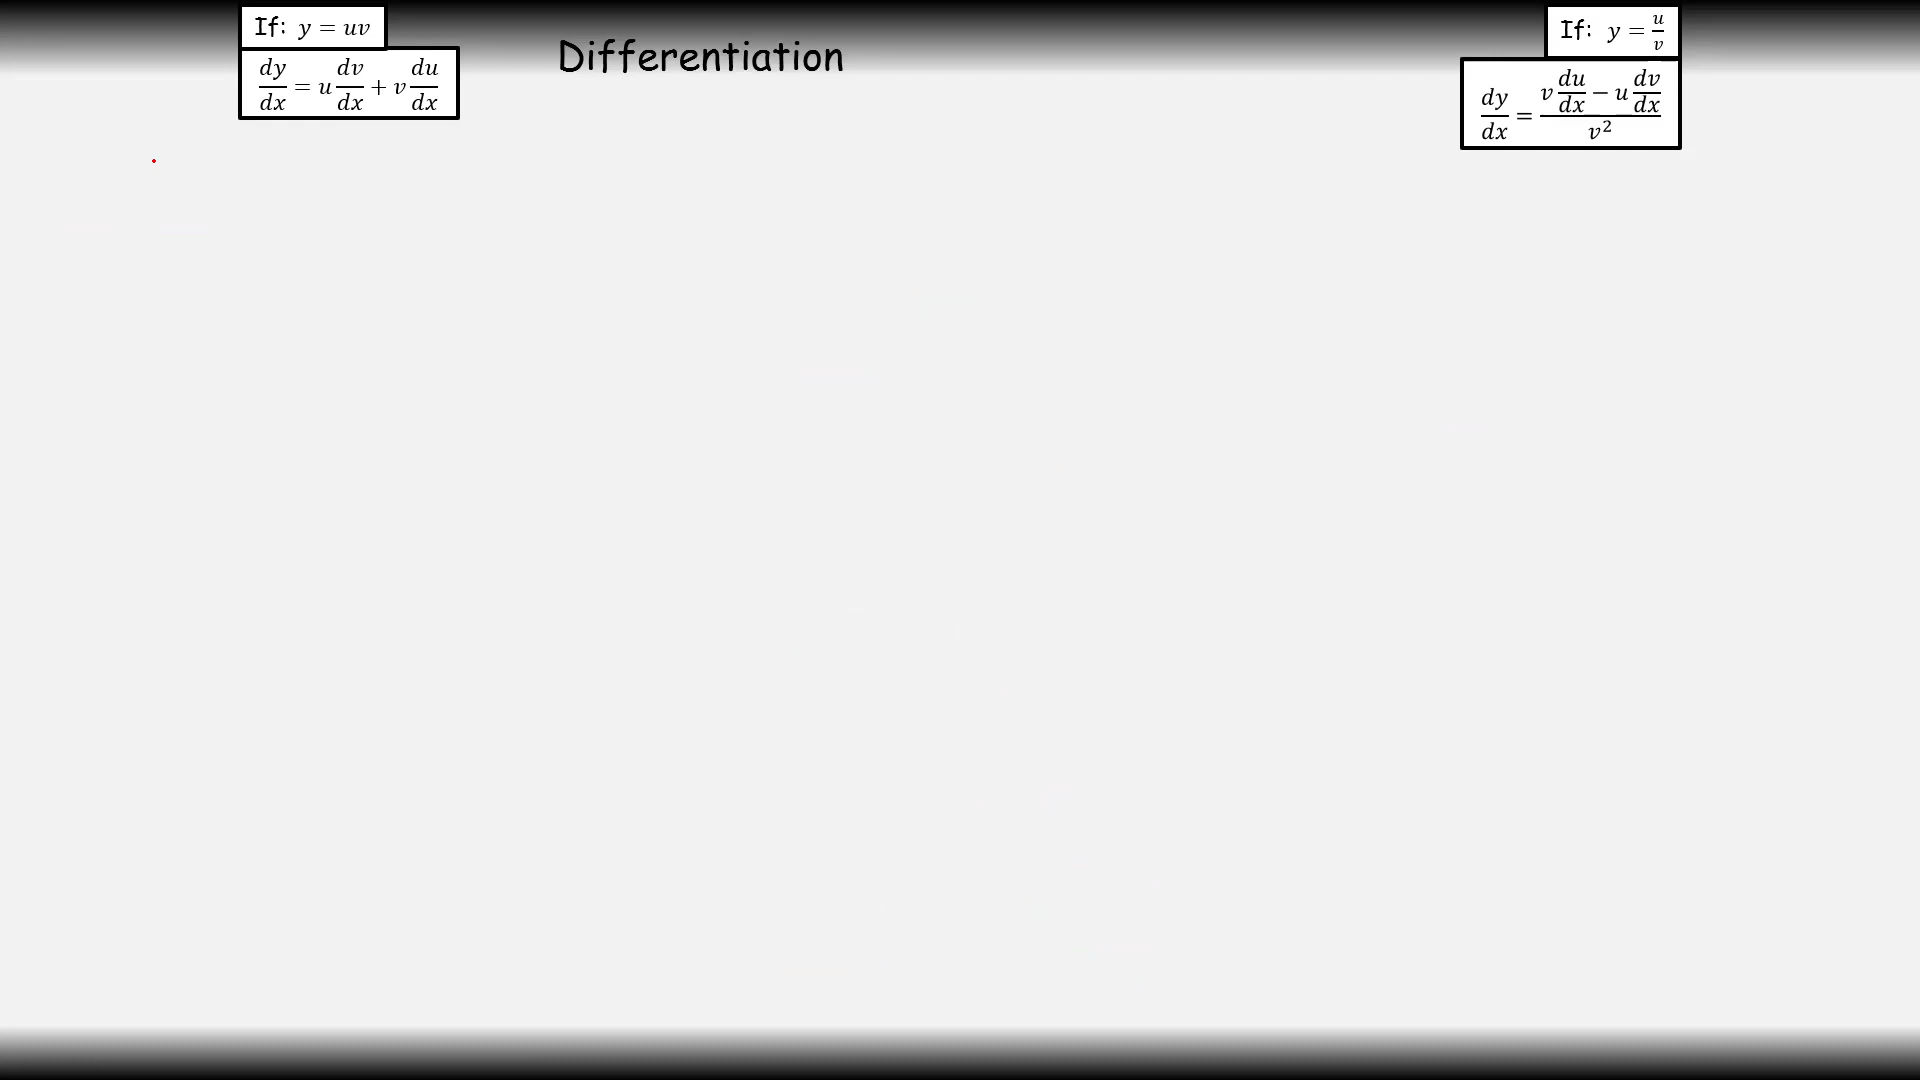 If: y = uv
dy/dx = u dv/dx + v du/dx
Differentiation
If: y = u/v
dy/dx = (v du/dx − u dv/dx)/v²